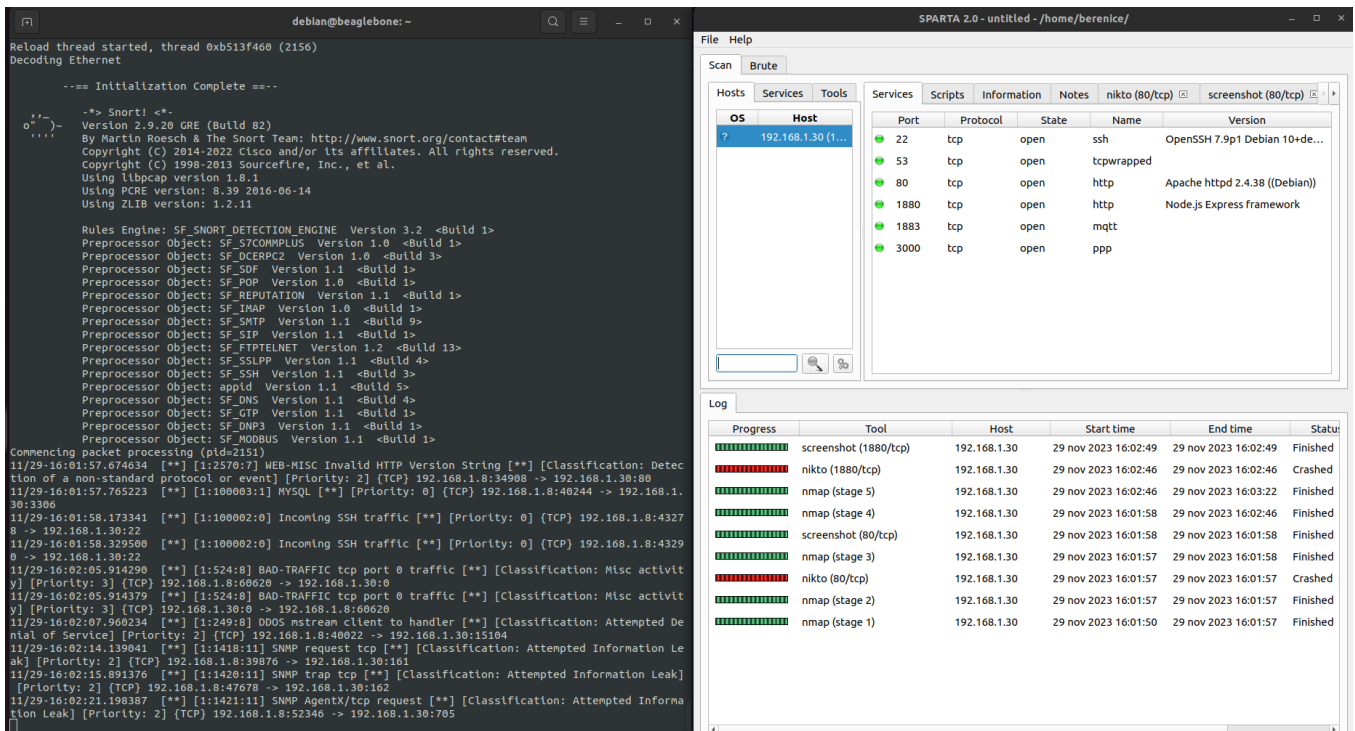 debian@beaglebone: ~
Reload thread started, thread 0xb513f460 (2156)
Decoding Ethernet
--== Initialization Complete ==--
,,_ -*> Snort! <*-
o" )~ Version 2.9.20 GRE (Build 82)
'''' By Martin Roesch & The Snort Team: http://www.snort.org/contact#team
Copyright (C) 2014-2022 Cisco and/or its affiliates. All rights reserved.
Copyright (C) 1998-2013 Sourcefire, Inc., et al.
Using libpcap version 1.8.1
Using PCRE version: 8.39 2016-06-14
Using ZLIB version: 1.2.11
Rules Engine: SF_SNORT_DETECTION_ENGINE Version 3.2 <Build 1>
Preprocessor Object: SF_S7COMMPLUS Version 1.0 <Build 1>
Preprocessor Object: SF_DCERPC2 Version 1.0 <Build 3>
Preprocessor Object: SF_SDF Version 1.1 <Build 1>
Preprocessor Object: SF_POP Version 1.0 <Build 1>
Preprocessor Object: SF_REPUTATION Version 1.1 <Build 1>
Preprocessor Object: SF_IMAP Version 1.0 <Build 1>
Preprocessor Object: SF_SMTP Version 1.1 <Build 9>
Preprocessor Object: SF_SIP Version 1.1 <Build 1>
Preprocessor Object: SF_FTPTELNET Version 1.2 <Build 13>
Preprocessor Object: SF_SSLPP Version 1.1 <Build 4>
Preprocessor Object: SF_SSH Version 1.1 <Build 3>
Preprocessor Object: appid Version 1.1 <Build 5>
Preprocessor Object: SF_DNS Version 1.1 <Build 4>
Preprocessor Object: SF_GTP Version 1.1 <Build 1>
Preprocessor Object: SF_DNP3 Version 1.1 <Build 1>
Preprocessor Object: SF_MODBUS Version 1.1 <Build 1>
Commencing packet processing (pid=2151)
11/29-16:01:57.674634 [**] [1:2570:7] WEB-MISC Invalid HTTP Version String [**] [Classification: Detec
tion of a non-standard protocol or event] [Priority: 2] {TCP} 192.168.1.8:34908 -> 192.168.1.30:80
11/29-16:01:57.765223 [**] [1:100003:1] MYSQL [**] [Priority: 0] {TCP} 192.168.1.8:40244 -> 192.168.1.
30:3306
11/29-16:01:58.173341 [**] [1:100002:0] Incoming SSH traffic [**] [Priority: 0] {TCP} 192.168.1.8:4327
8 -> 192.168.1.30:22
11/29-16:01:58.329500 [**] [1:100002:0] Incoming SSH traffic [**] [Priority: 0] {TCP} 192.168.1.8:4329
0 -> 192.168.1.30:22
11/29-16:02:05.914290 [**] [1:524:8] BAD-TRAFFIC tcp port 0 traffic [**] [Classification: Misc activit
y] [Priority: 3] {TCP} 192.168.1.8:60620 -> 192.168.1.30:0
11/29-16:02:05.914379 [**] [1:524:8] BAD-TRAFFIC tcp port 0 traffic [**] [Classification: Misc activit
y] [Priority: 3] {TCP} 192.168.1.30:0 -> 192.168.1.8:60620
11/29-16:02:07.960234 [**] [1:249:8] DDOS mstream client to handler [**] [Classification: Attempted De
nial of Service] [Priority: 2] {TCP} 192.168.1.8:40022 -> 192.168.1.30:15104
11/29-16:02:14.139041 [**] [1:1418:11] SNMP request tcp [**] [Classification: Attempted Information Le
ak] [Priority: 2] {TCP} 192.168.1.8:39876 -> 192.168.1.30:161
11/29-16:02:15.891376 [**] [1:1420:11] SNMP trap tcp [**] [Classification: Attempted Information Leak]
[Priority: 2] {TCP} 192.168.1.8:47678 -> 192.168.1.30:162
11/29-16:02:21.198387 [**] [1:1421:11] SNMP AgentX/tcp request [**] [Classification: Attempted Informa
tion Leak] [Priority: 2] {TCP} 192.168.1.8:52346 -> 192.168.1.30:705
SPARTA 2.0 - untitled - /home/berenice/
File Help
Scan Brute
Hosts Services Tools
OS Host
? 192.168.1.30 (1...
Services Scripts Information Notes nikto (80/tcp) screenshot (80/tcp)
Port Protocol State Name Version
22 tcp open ssh OpenSSH 7.9p1 Debian 10+de...
53 tcp open tcpwrapped
80 tcp open http Apache httpd 2.4.38 ((Debian))
1880 tcp open http Node.js Express framework
1883 tcp open mqtt
3000 tcp open ppp
Log
Progress Tool Host Start time End time Status
screenshot (1880/tcp) 192.168.1.30 29 nov 2023 16:02:49 29 nov 2023 16:02:49 Finished
nikto (1880/tcp) 192.168.1.30 29 nov 2023 16:02:46 29 nov 2023 16:02:46 Crashed
nmap (stage 5) 192.168.1.30 29 nov 2023 16:02:46 29 nov 2023 16:03:22 Finished
nmap (stage 4) 192.168.1.30 29 nov 2023 16:01:58 29 nov 2023 16:02:46 Finished
screenshot (80/tcp) 192.168.1.30 29 nov 2023 16:01:58 29 nov 2023 16:01:58 Finished
nmap (stage 3) 192.168.1.30 29 nov 2023 16:01:57 29 nov 2023 16:01:58 Finished
nikto (80/tcp) 192.168.1.30 29 nov 2023 16:01:57 29 nov 2023 16:01:57 Crashed
nmap (stage 2) 192.168.1.30 29 nov 2023 16:01:57 29 nov 2023 16:01:57 Finished
nmap (stage 1) 192.168.1.30 29 nov 2023 16:01:50 29 nov 2023 16:01:57 Finished